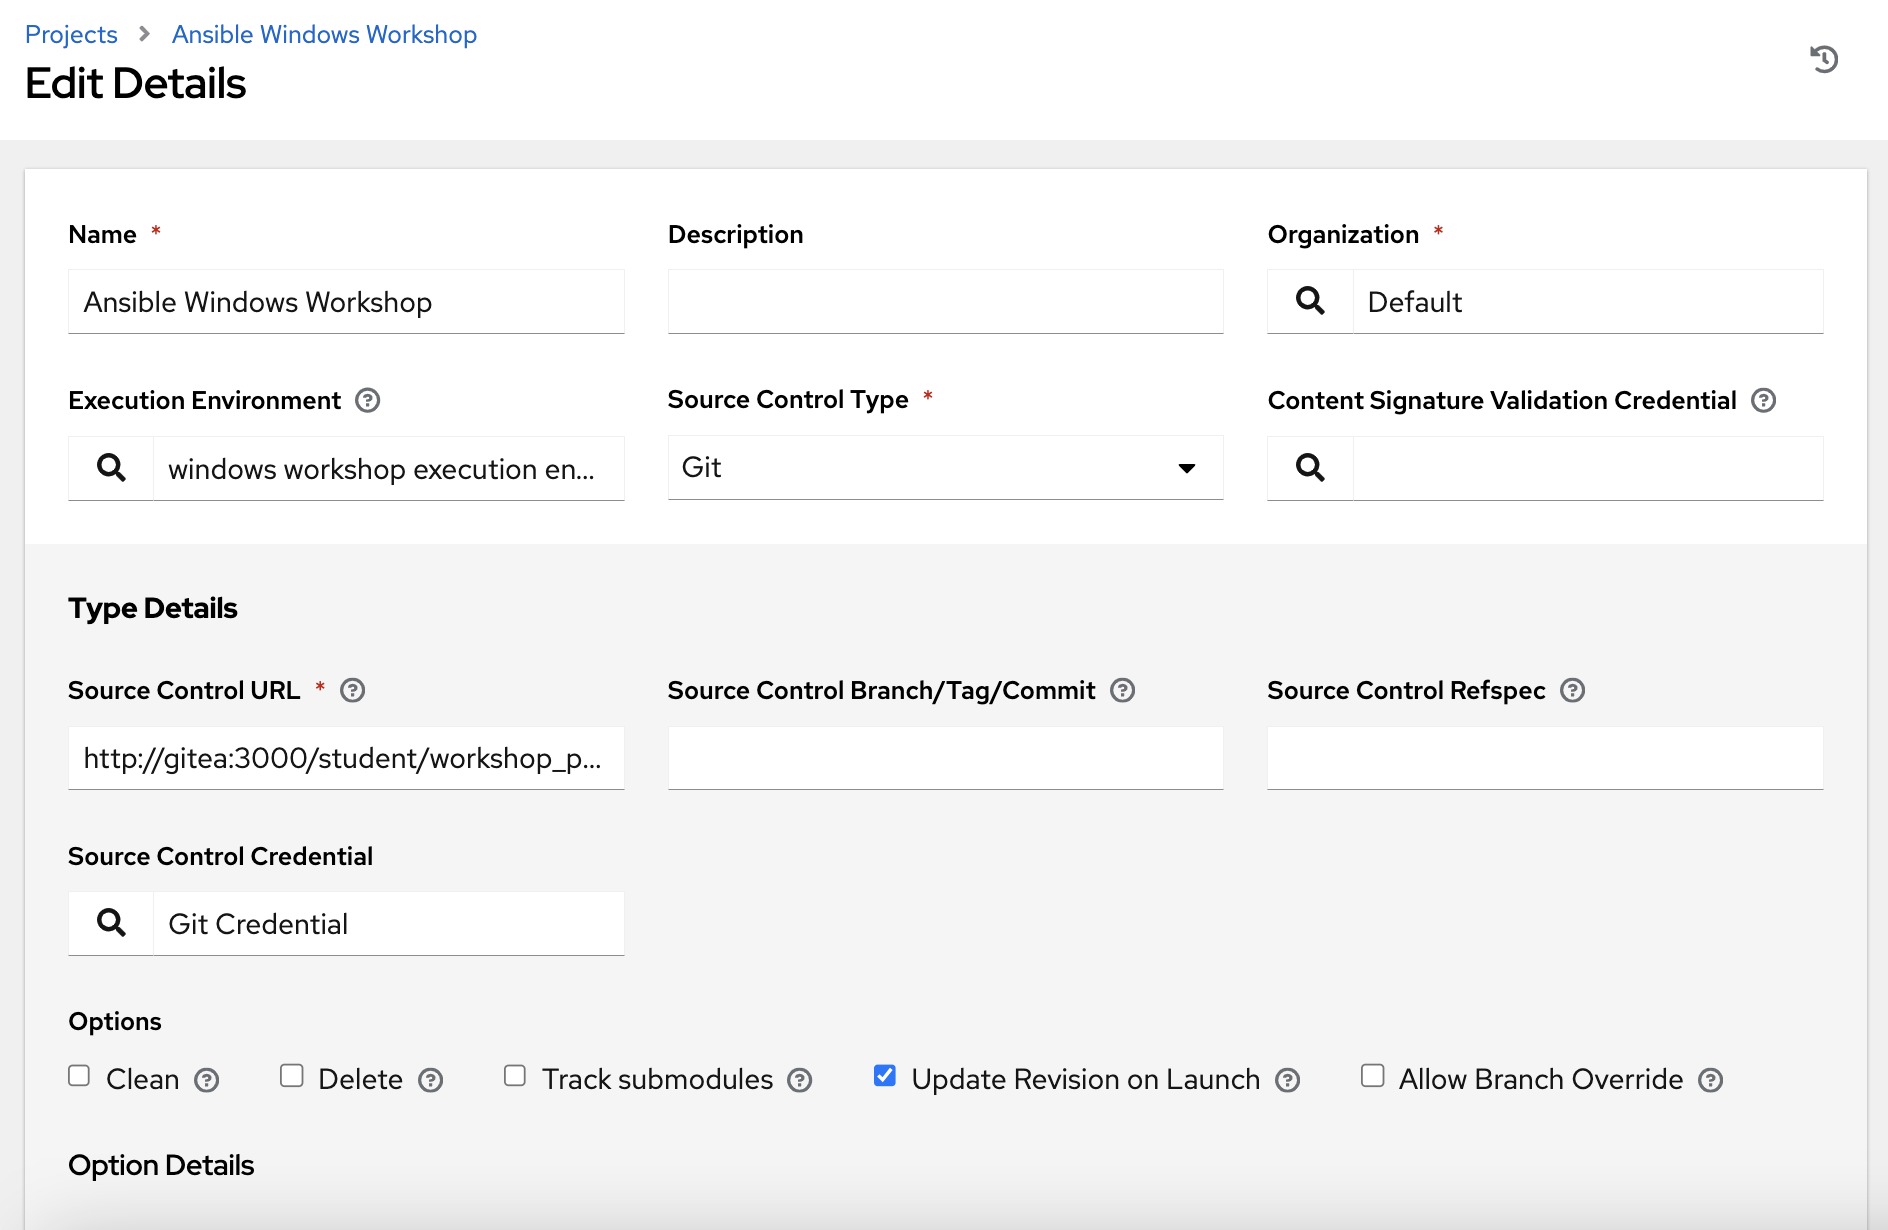 Projects > Ansible Windows Workshop
Edit Details
Name * Description Organization *
Ansible Windows Workshop Default
Execution Environment Source Control Type * Content Signature Validation Credential
windows workshop execution en... Git
Type Details
Source Control URL * Source Control Branch/Tag/Commit Source Control Refspec
http://gitea:3000/student/workshop_p...
Source Control Credential
Git Credential
Options
Clean Delete Track submodules Update Revision on Launch Allow Branch Override
Option Details